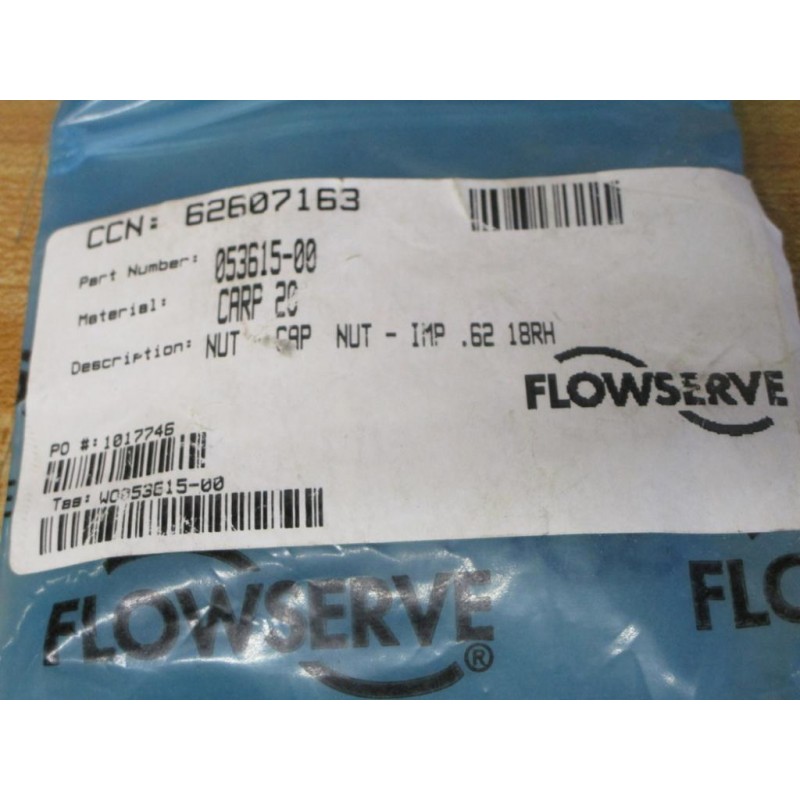 CCN: 62607163
Part Number: 053615-00
Material: CARP 20
Description: NUT CAP NUT - IMP .62 18RH
FLOWSERVE
PO #: 1017746
Tag: WO053615-00
FLOWSERVE®
FLO